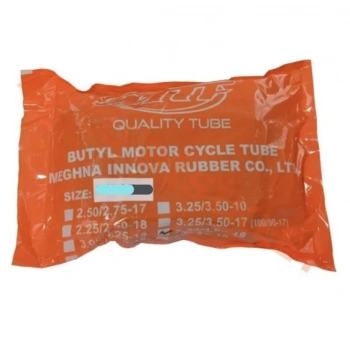 QUALITY TUBE
BUTYL MOTOR CYCLE TUBE
MEGHNA INNOVA RUBBER CO., LT
SIZE:
2.50/2.75-17 3.25/3.50-10
2.25/2.50-18 3.25/3.50-17 (100/90-17)